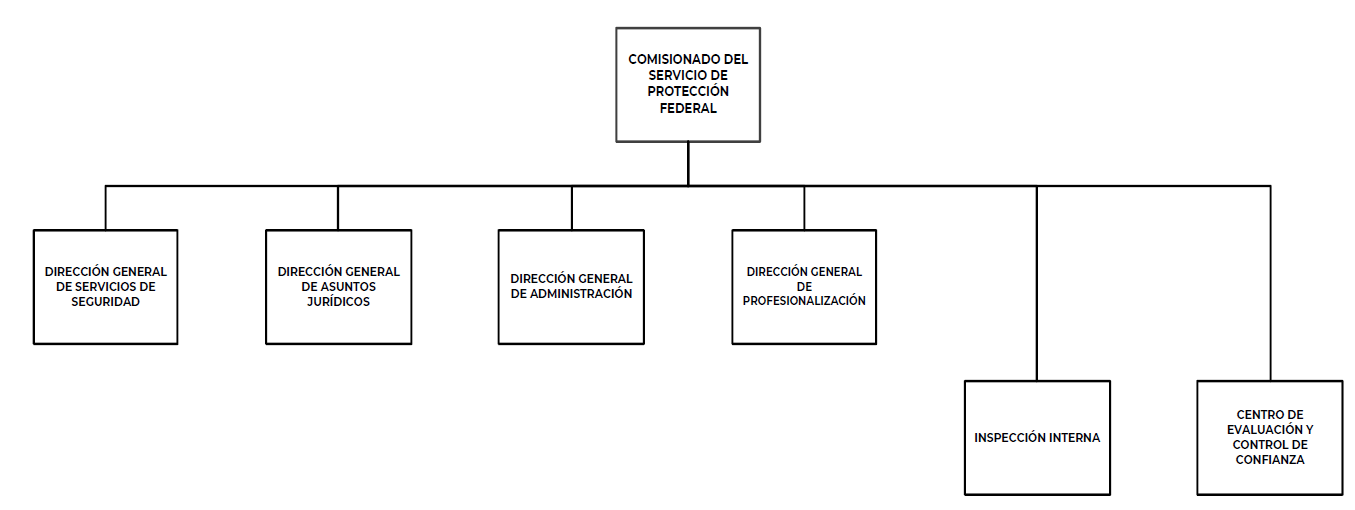 COMISIONADO DEL
SERVICIO DE
PROTECCIÓN
FEDERAL
DIRECCIÓN GENERAL
DE SERVICIOS DE
SEGURIDAD
DIRECCIÓN GENERAL
DE ASUNTOS
JURÍDICOS
DIRECCIÓN GENERAL
DE ADMINISTRACIÓN
DIRECCIÓN GENERAL
DE
PROFESIONALIZACIÓN
INSPECCIÓN INTERNA
CENTRO DE
EVALUACIÓN Y
CONTROL DE
CONFIANZA